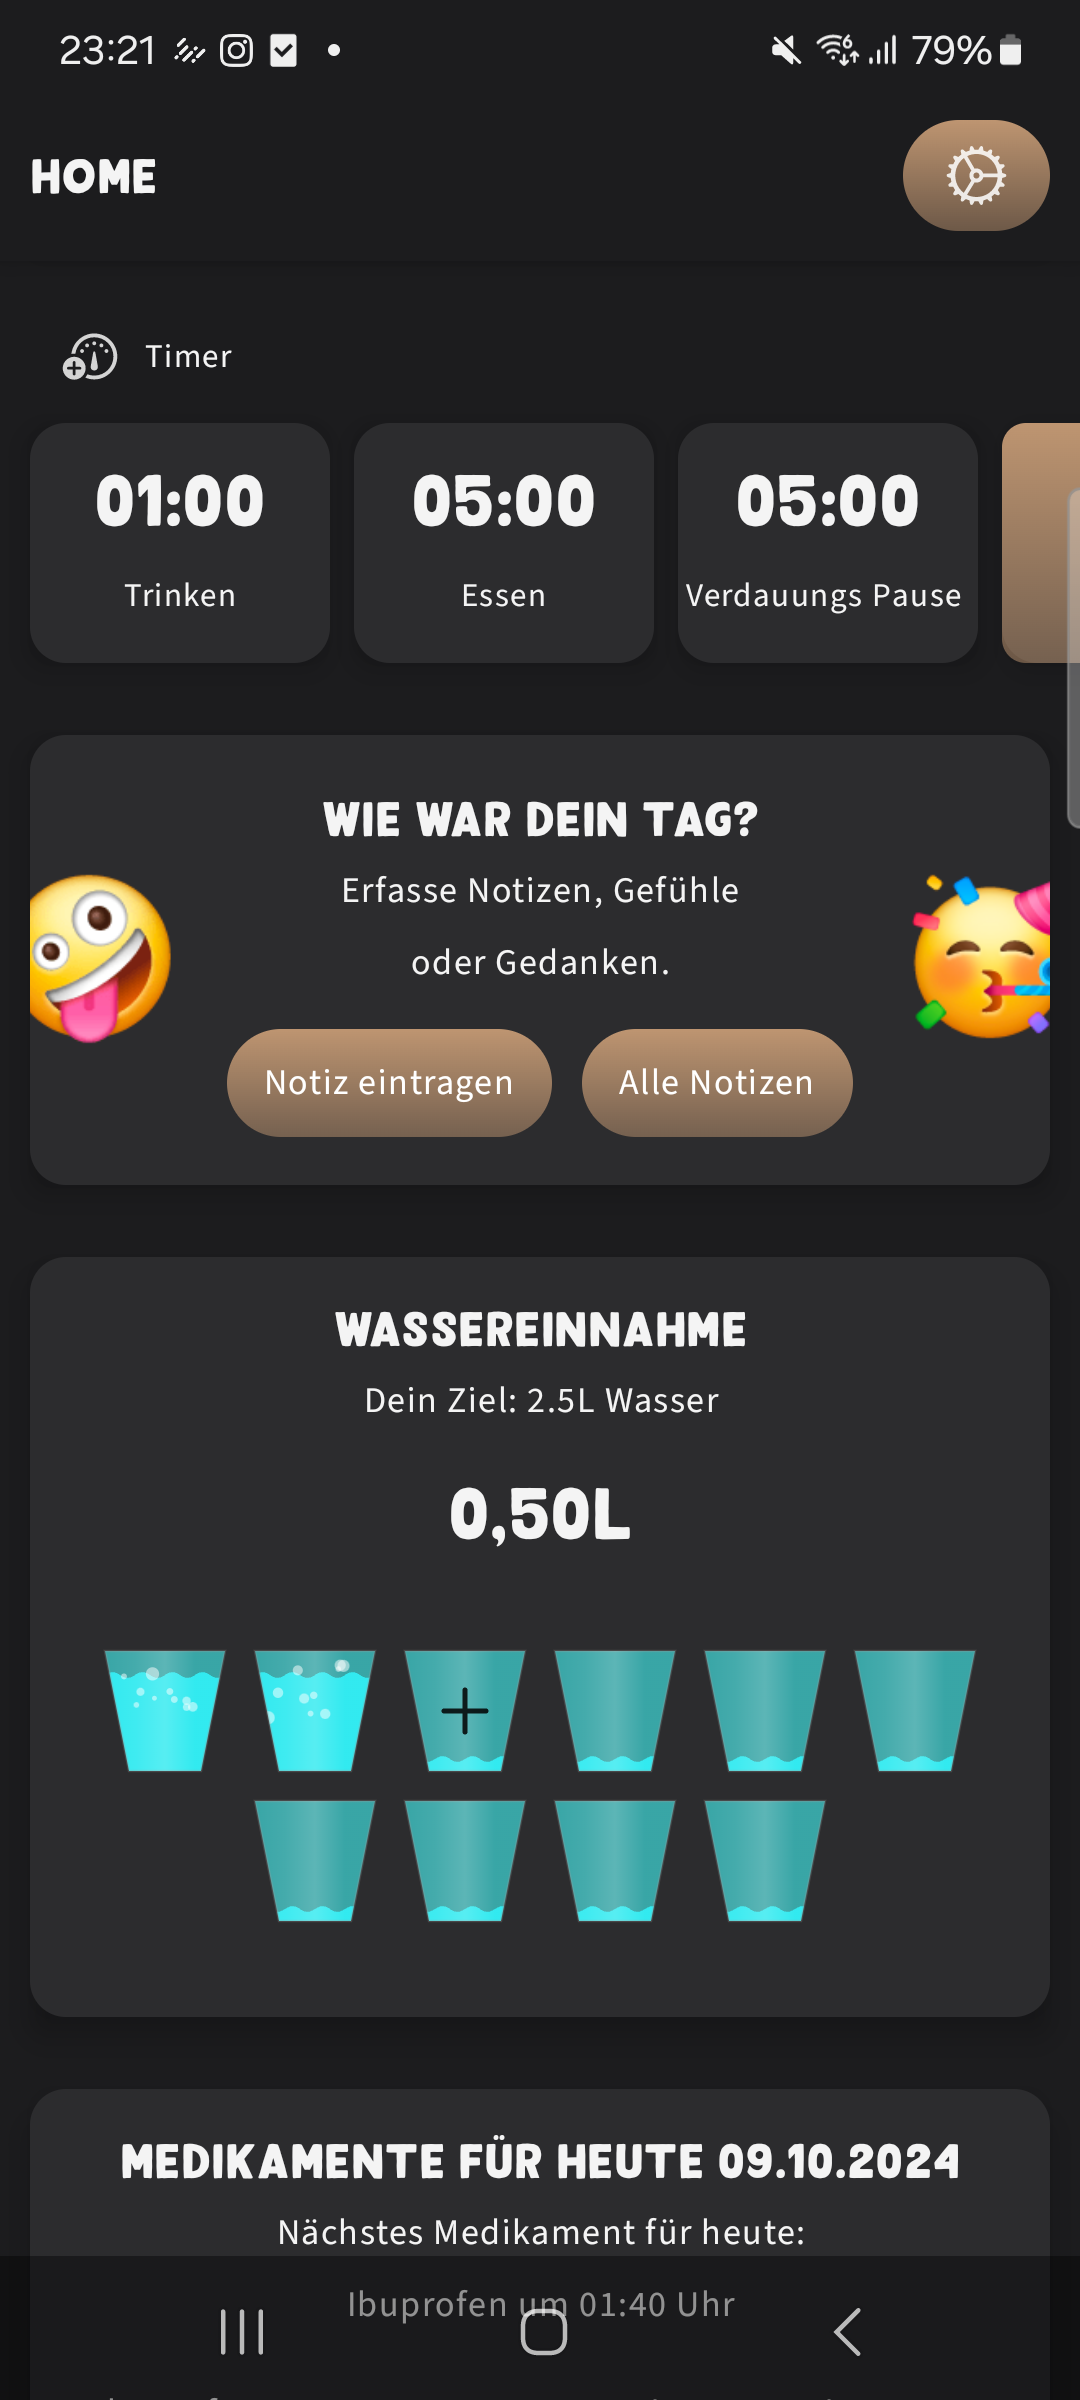 23:21
79%
HOME
Timer
01:00
05:00
05:00
Trinken
Essen
Verdauungs Pause
WIE WAR DEIN TAG?
Erfasse Notizen, Gefühle
oder Gedanken.
Notiz eintragen
Alle Notizen
WASSEREINNAHME
Dein Ziel: 2.5L Wasser
0,50L
MEDIKAMENTE FÜR HEUTE 09.10.2024
Nächstes Medikament für heute:
Ibuprofen um 01:40 Uhr